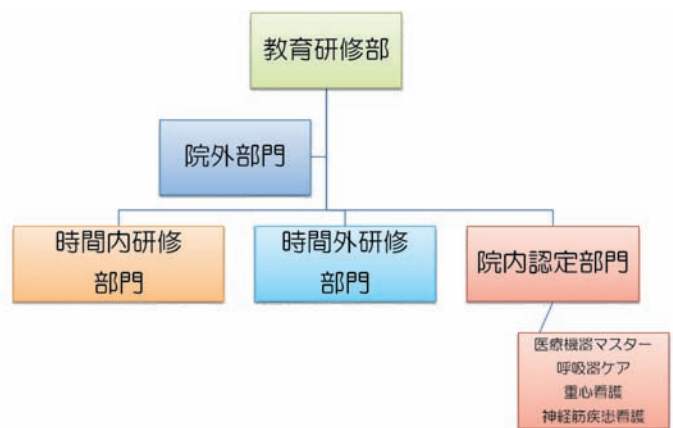 教育研修部
院外部門
時間内研修
部門
時間外研修
部門
院内認定部門
医療機器マスター
呼吸器ケア
重心看護
神経筋疾患看護